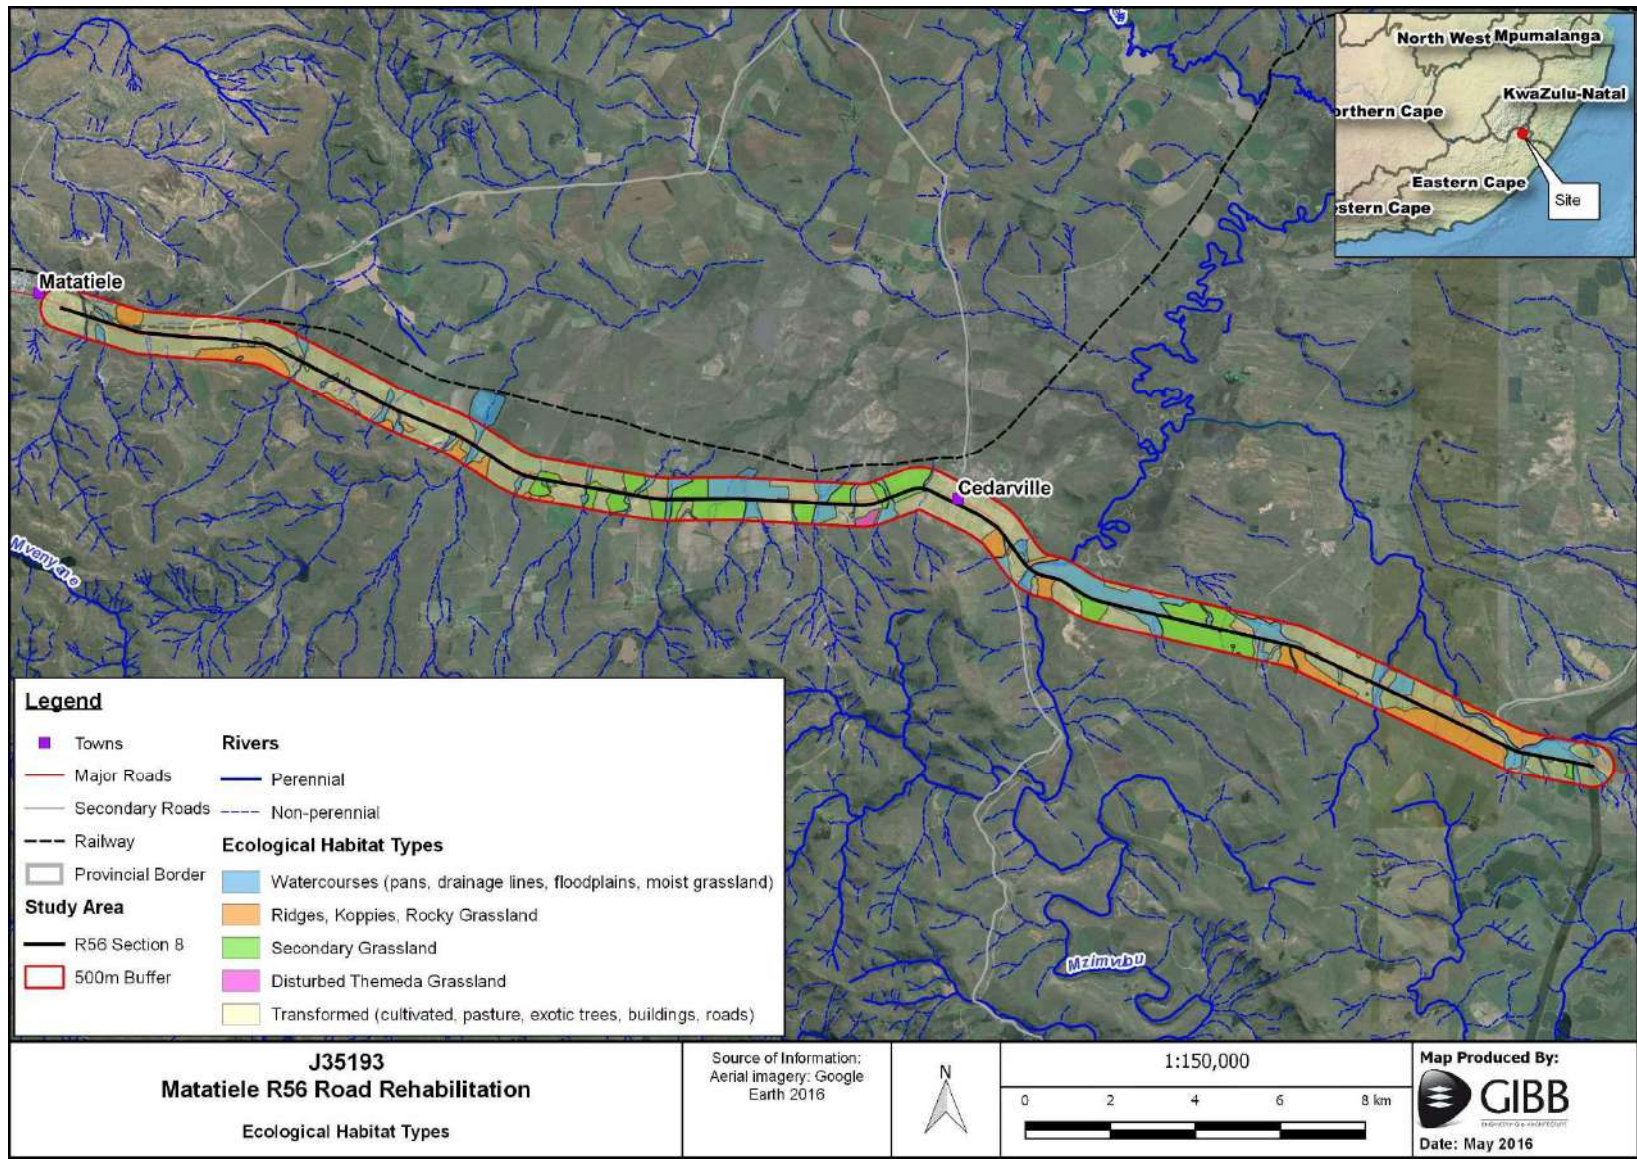 North West
Mpumalanga
KwaZulu-Natal
orthern Cape
Eastern Cape
estern Cape
Site
Matatiele
Cedarville
Mzimvubu
Legend
Towns
Major Roads
Secondary Roads
Railway
Provincial Border
Study Area
R56 Section 8
500m Buffer
Rivers
Perennial
Non-perennial
Ecological Habitat Types
Watercourses (pans, drainage lines, floodplains, moist grassland)
Ridges, Koppies, Rocky Grassland
Secondary Grassland
Disturbed Themeda Grassland
Transformed (cultivated, pasture, exotic trees, buildings, roads)
J35193
Matatiele R56 Road Rehabilitation
Ecological Habitat Types
Source of Information:
Aerial imagery: Google
Earth 2016
N
1:150,000
0 2 4 6 8 km
Map Produced By:
GIBB
ENGINEERING & ARCHITECTURE
Date: May 2016